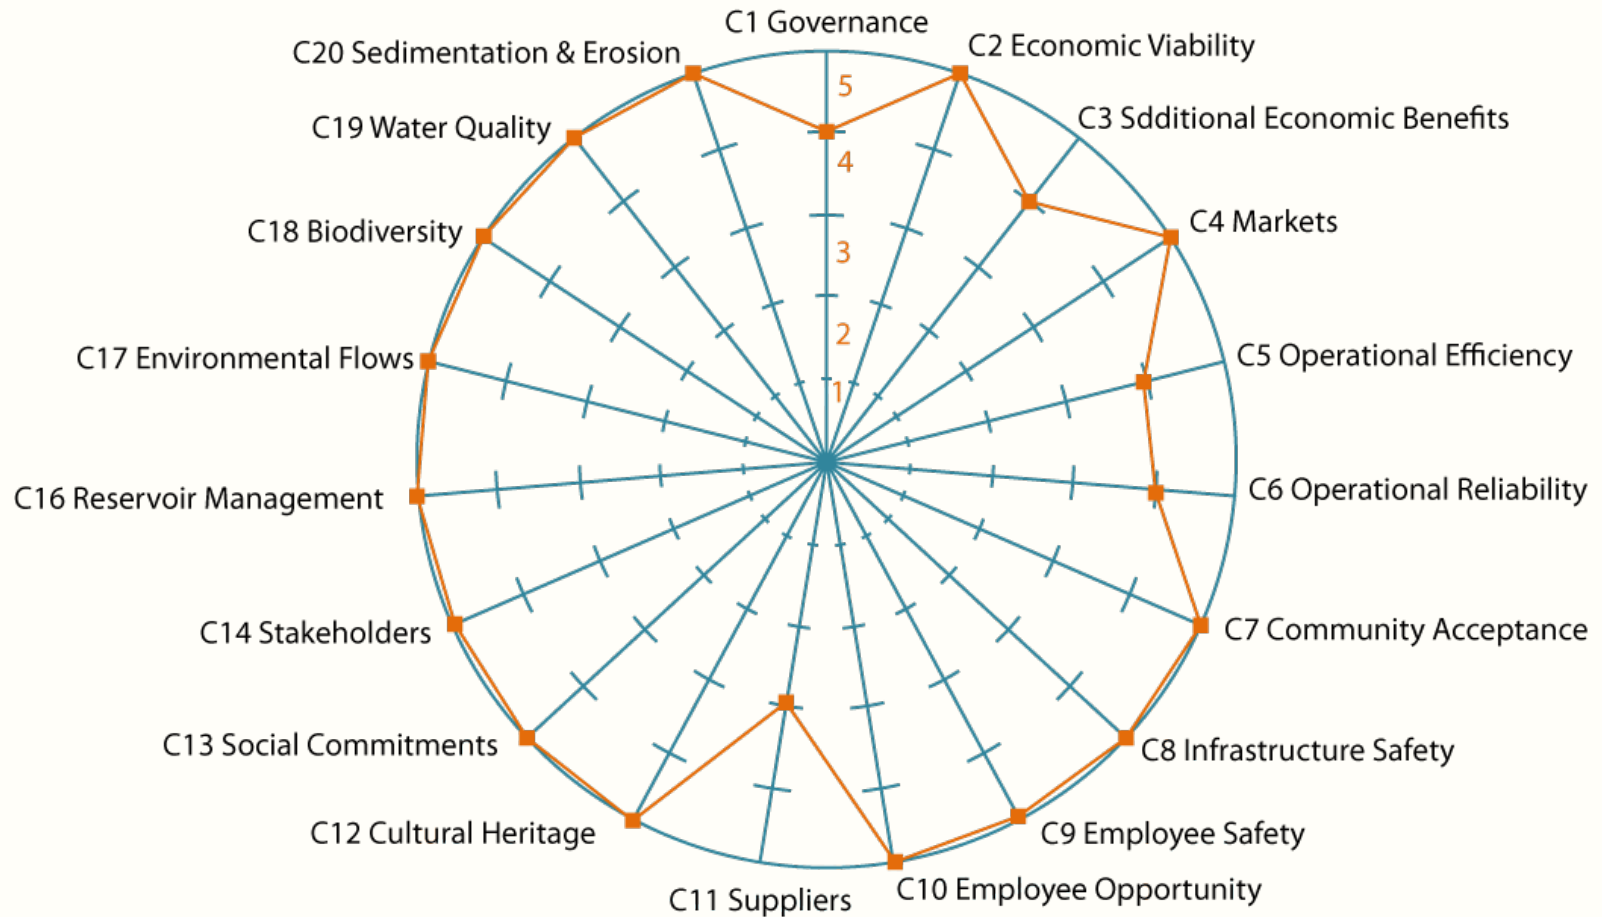 C1 Governance
C2 Economic Viability
C3 Sdditional Economic Benefits
C4 Markets
C5 Operational Efficiency
C6 Operational Reliability
C7 Community Acceptance
C8 Infrastructure Safety
C9 Employee Safety
C10 Employee Opportunity
C11 Suppliers
C12 Cultural Heritage
C13 Social Commitments
C14 Stakeholders
C16 Reservoir Management
C17 Environmental Flows
C18 Biodiversity
C19 Water Quality
C20 Sedimentation & Erosion
5
4
3
2
1